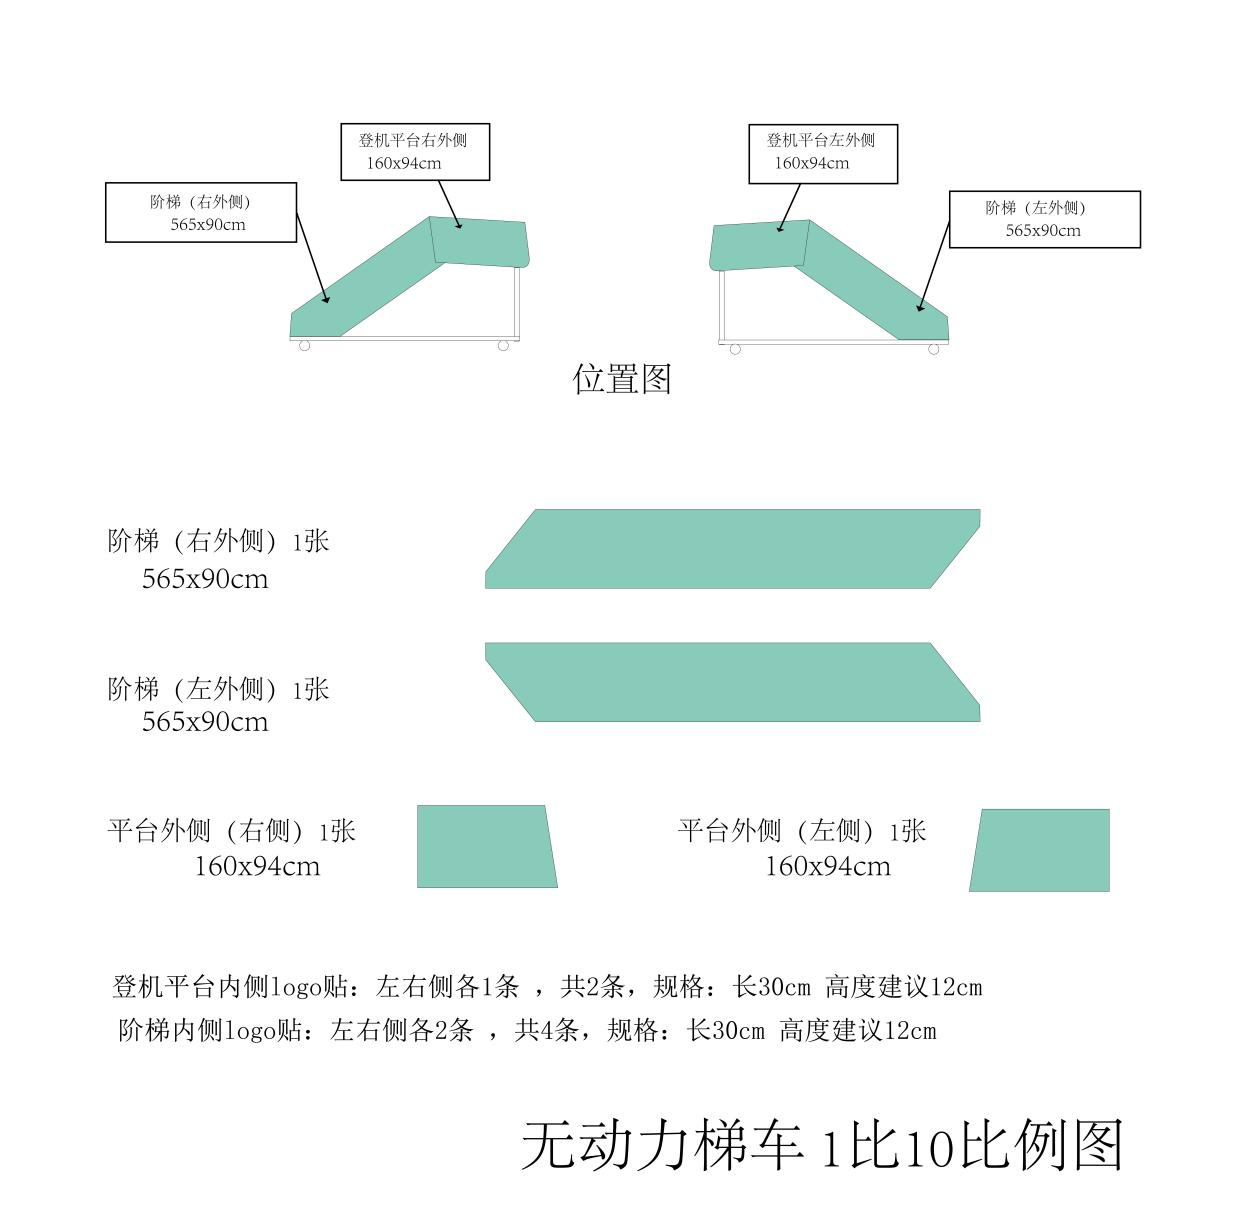 登机平台右外侧
160x94cm
登机平台左外侧
160x94cm
阶梯（右外侧）
565x90cm
阶梯（左外侧）
565x90cm
位置图
阶梯（右外侧）1张
565x90cm
阶梯（左外侧）1张
565x90cm
平台外侧（右侧）1张
160x94cm
平台外侧（左侧）1张
160x94cm
登机平台内侧logo贴：左右侧各1条 ，共2条，规格：长30cm 高度建议12cm
阶梯内侧logo贴：左右侧各2条 ，共4条，规格：长30cm 高度建议12cm
无动力梯车 1比10比例图